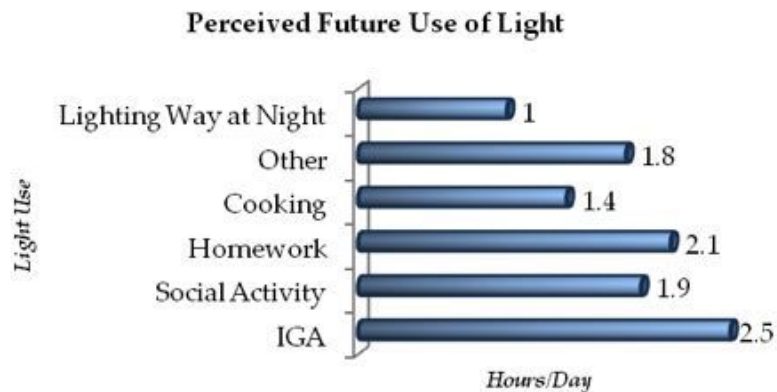 Perceived Future Use of Light
Light Use
Lighting Way at Night 1
Other 1.8
Cooking 1.4
Homework 2.1
Social Activity 1.9
IGA 2.5
Hours/Day